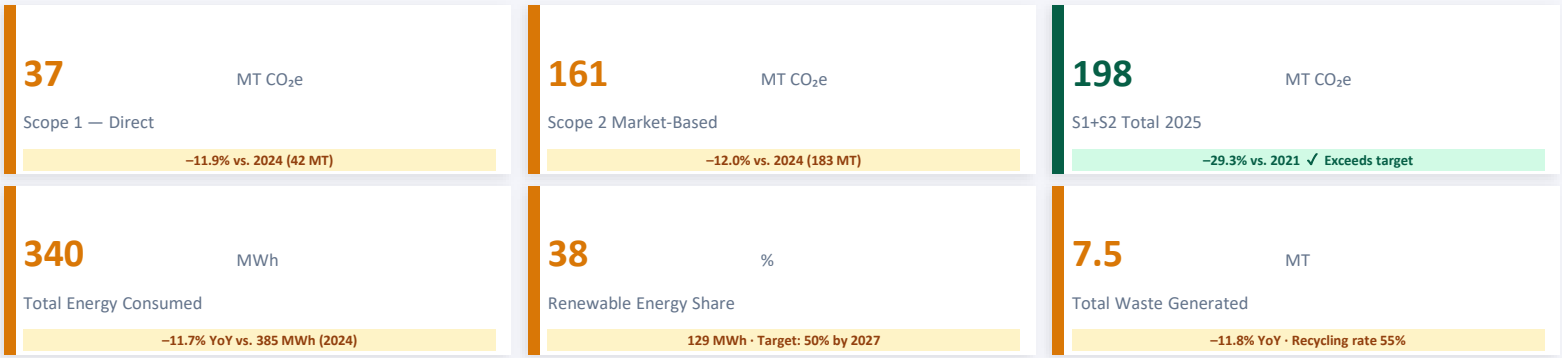 37 MT CO₂e
Scope 1 — Direct
–11.9% vs. 2024 (42 MT)
161 MT CO₂e
Scope 2 Market-Based
–12.0% vs. 2024 (183 MT)
198 MT CO₂e
S1+S2 Total 2025
–29.3% vs. 2021 ✓ Exceeds target
340 MWh
Total Energy Consumed
–11.7% YoY vs. 385 MWh (2024)
38 %
Renewable Energy Share
129 MWh · Target: 50% by 2027
7.5 MT
Total Waste Generated
–11.8% YoY · Recycling rate 55%